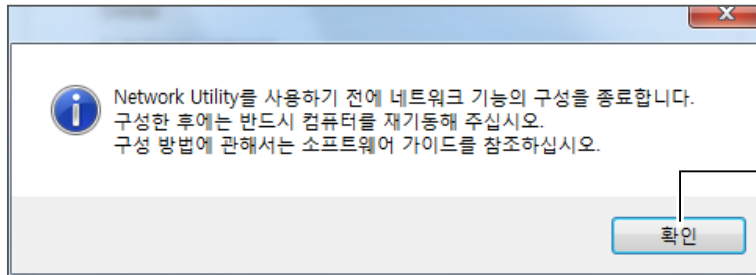 Network Utility를 사용하기 전에 네트워크 기능의 구성을 종료합니다.
구성한 후에는 반드시 컴퓨터를 재기동해 주십시오.
구성 방법에 관해서는 소프트웨어 가이드를 참조하십시오.
확인